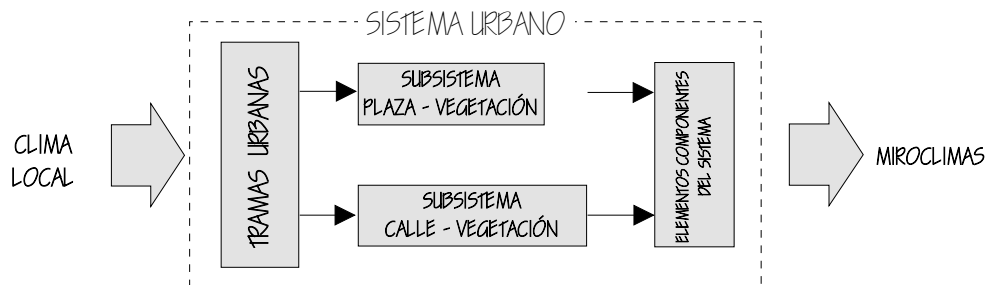 SISTEMA URBANO
CLIMA
LOCAL
TRAMAS URBANAS
SUBSISTEMA
PLAZA - VEGETACIÓN
SUBSISTEMA
CALLE - VEGETACIÓN
ELEMENTOS COMPONENTES
DEL SISTEMA
MIROCLIMAS